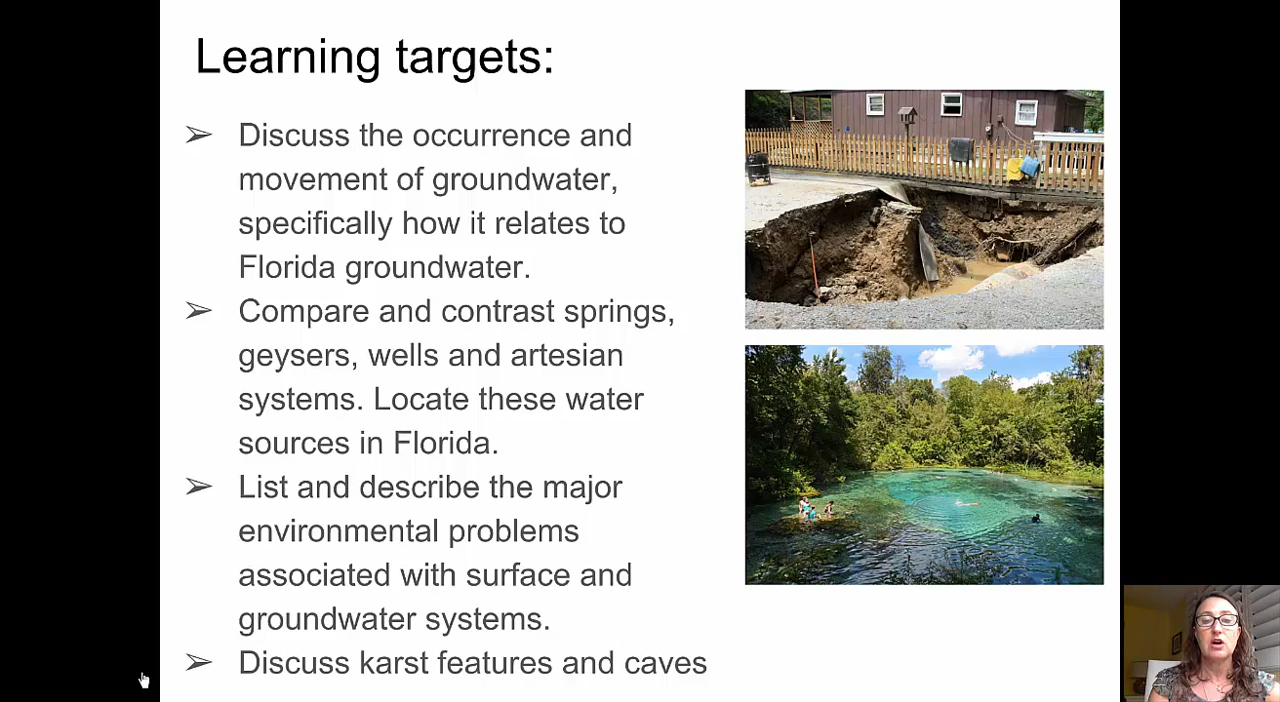 Learning targets:
➢ Discuss the occurrence and
movement of groundwater,
specifically how it relates to
Florida groundwater.
➢ Compare and contrast springs,
geysers, wells and artesian
systems. Locate these water
sources in Florida.
➢ List and describe the major
environmental problems
associated with surface and
groundwater systems.
➢ Discuss karst features and caves